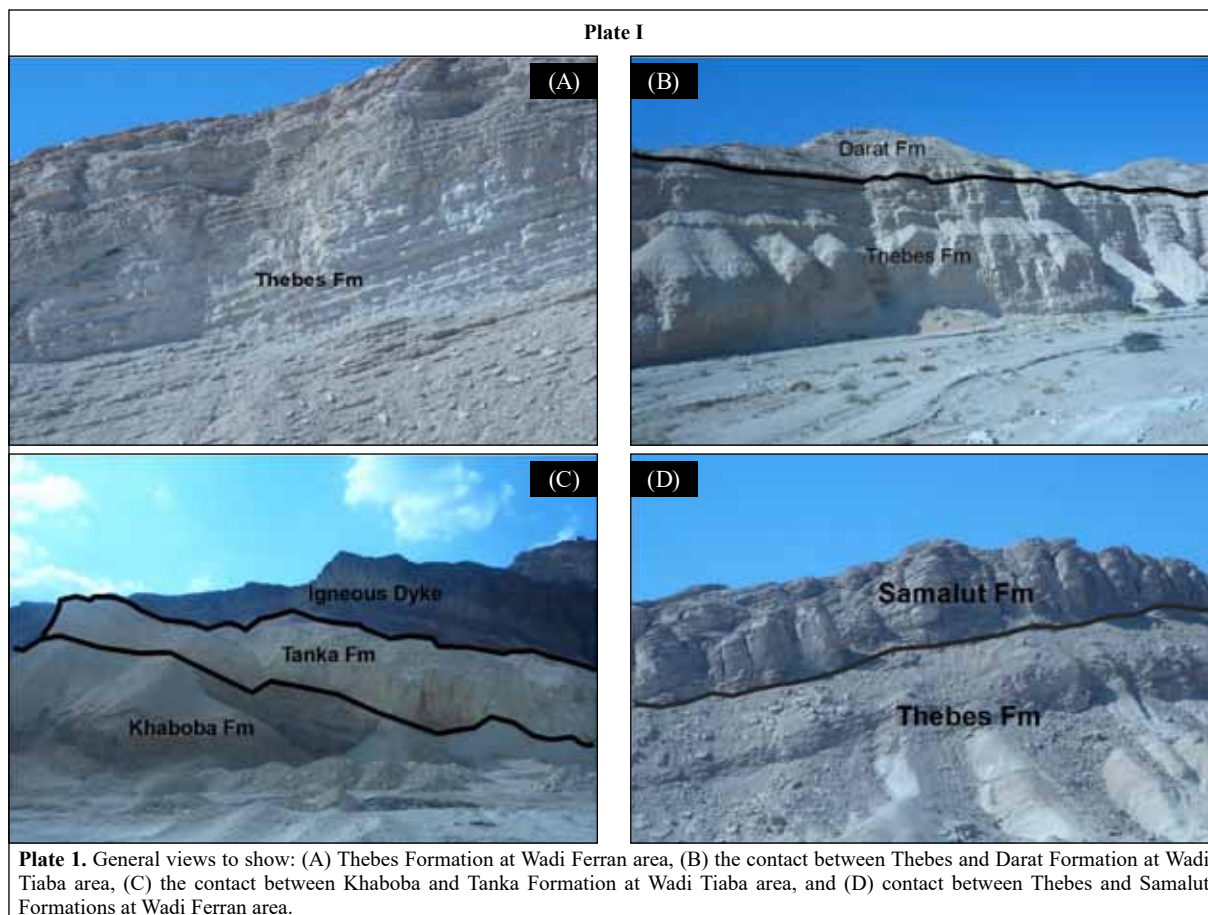 Plate I
(A)
Thebes Fm
(B)
Darat Fm
Thebes Fm
(C)
Igneous Dyke
Tanka Fm
Khaboba Fm
(D)
Samalut Fm
Thebes Fm
Plate 1. General views to show: (A) Thebes Formation at Wadi Ferran area, (B) the contact between Thebes and Darat Formation at Wadi
Tiaba area, (C) the contact between Khaboba and Tanka Formation at Wadi Tiaba area, and (D) contact between Thebes and Samalut
Formations at Wadi Ferran area.